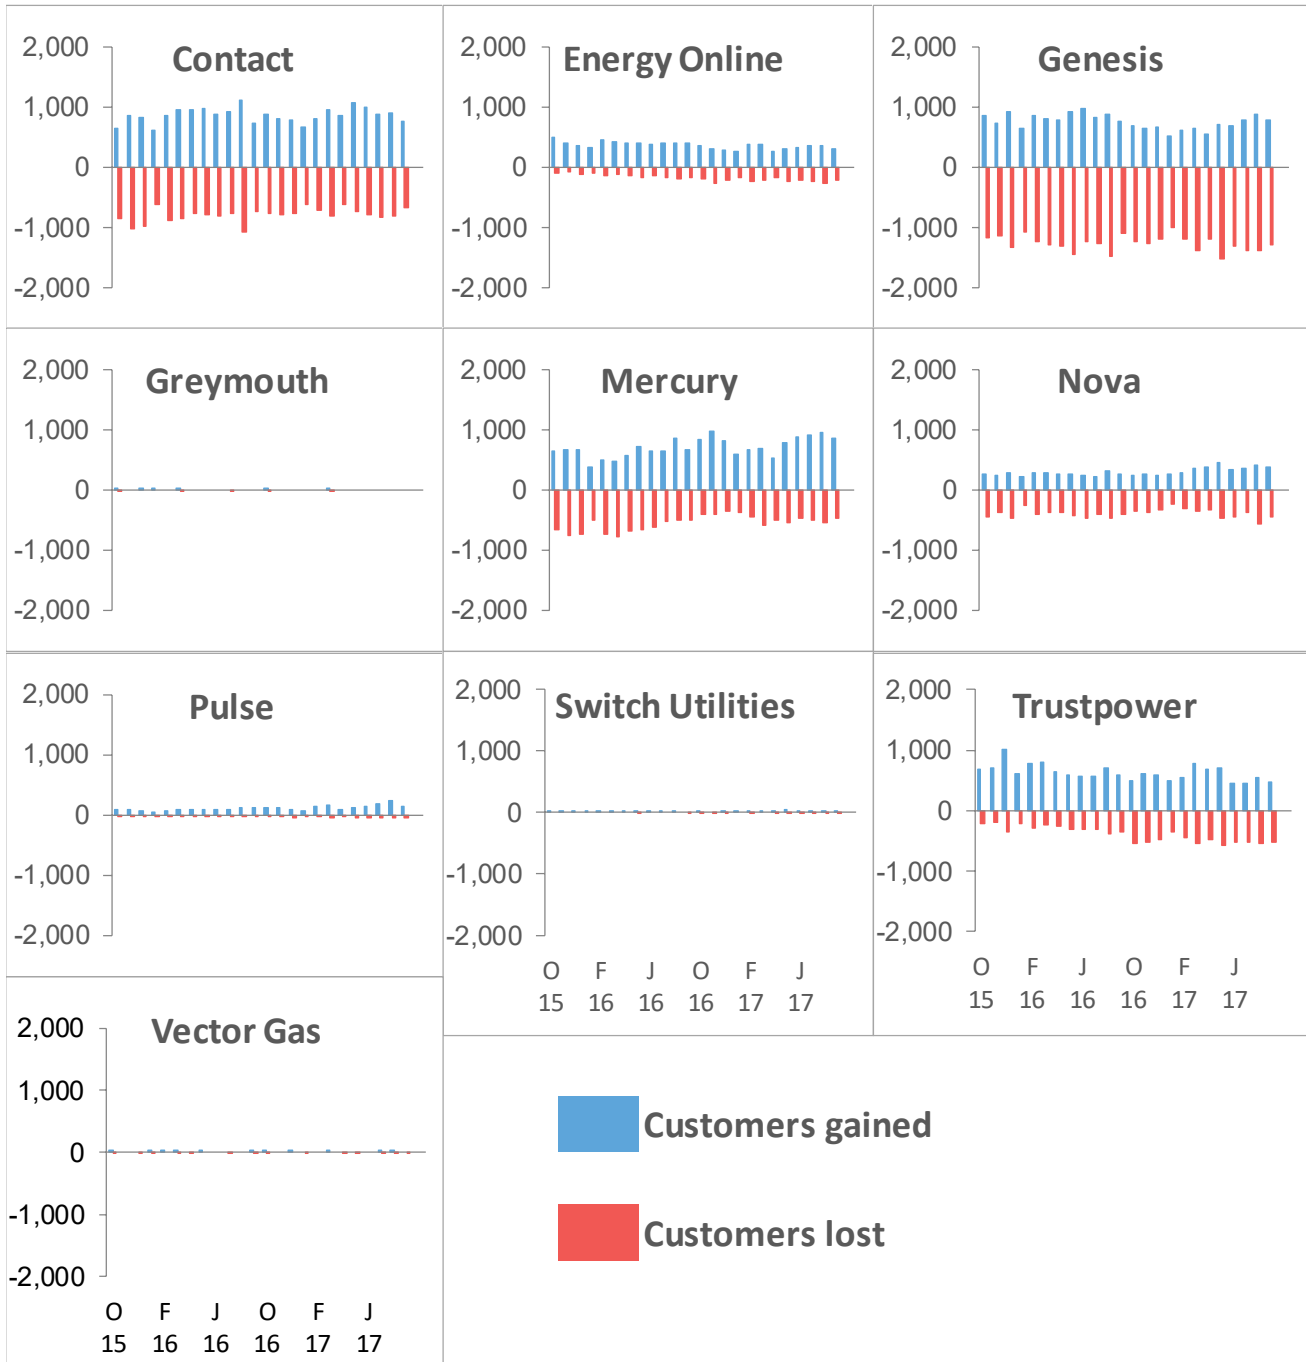 Contact
2,000
1,000
0
-1,000
-2,000
Energy Online
2,000
1,000
0
-1,000
-2,000
Genesis
2,000
1,000
0
-1,000
-2,000
Greymouth
2,000
1,000
0
-1,000
-2,000
Mercury
2,000
1,000
0
-1,000
-2,000
Nova
2,000
1,000
0
-1,000
-2,000
Pulse
2,000
1,000
0
-1,000
-2,000
Switch Utilities
2,000
1,000
0
-1,000
-2,000
O F J O F J
15 16 16 16 17 17
Trustpower
2,000
1,000
0
-1,000
-2,000
O F J O F J
15 16 16 16 17 17
Vector Gas
2,000
1,000
0
-1,000
-2,000
O F J O F J
15 16 16 16 17 17
Customers gained
Customers lost